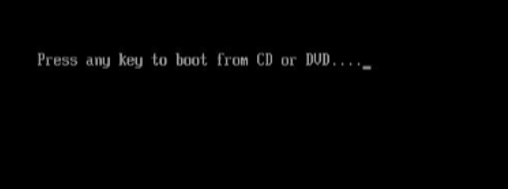 Press any key to boot from CD or DVD...._